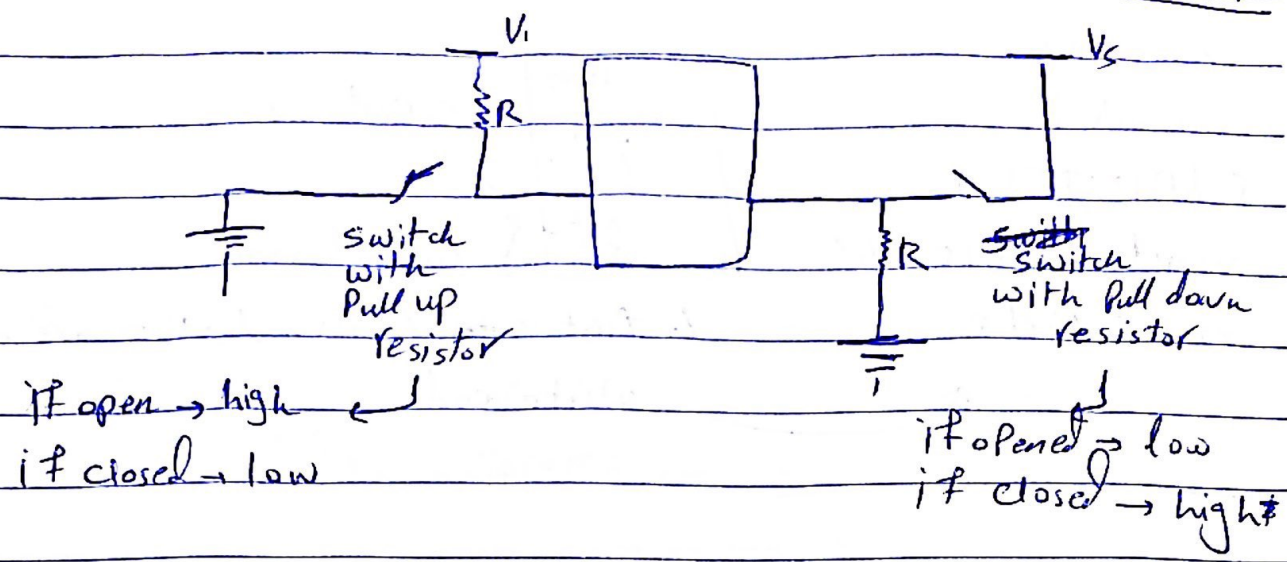 V₁
R
switch
with
Pull up
resistor
if open → high
if closed → low
Vs
R
switch
with Pull down
resistor
if opened → low
if closed → high